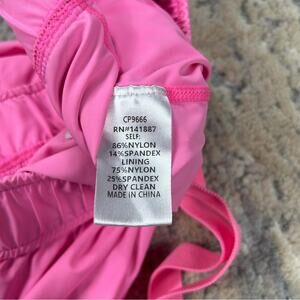 CP9666
RN#141887
SELF:
86%NYLON
14%SPANDEX
LINING
75%NYLON
25%SPANDEX
DRY CLEAN
MADE IN CHINA